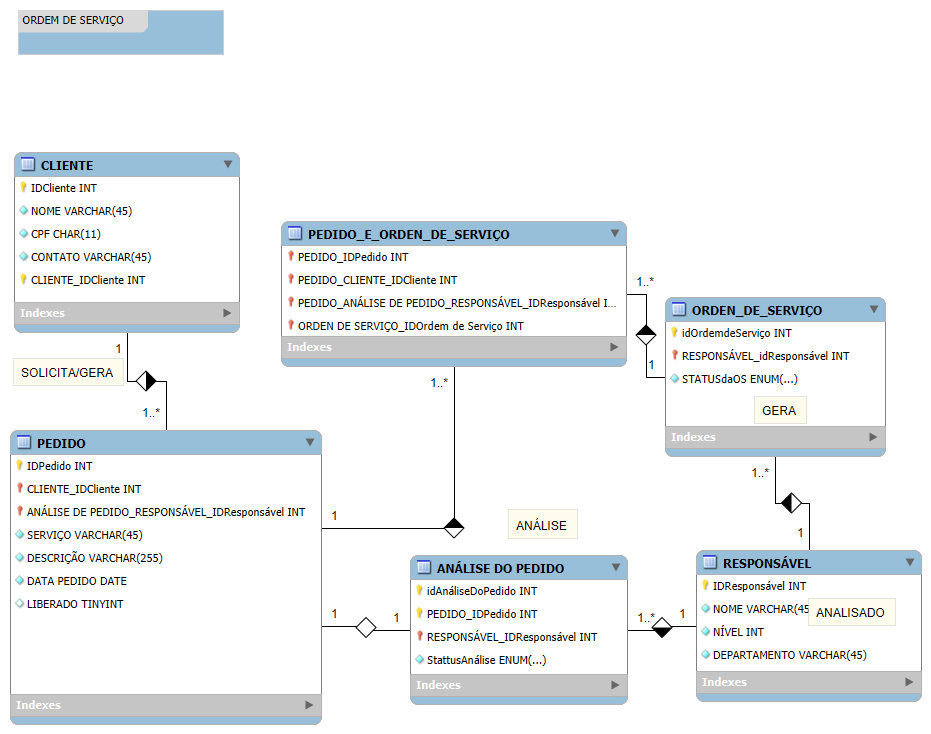 ORDEM DE SERVIÇO
CLIENTE
IDCliente INT
NOME VARCHAR(45)
CPF CHAR(11)
CONTATO VARCHAR(45)
CLIENTE_IDCliente INT
Indexes
1
SOLICITA/GERA
1..*
PEDIDO_E_ORDEN_DE_SERVIÇO
PEDIDO_IDPedido INT
PEDIDO_CLIENTE_IDCliente INT
PEDIDO_ANÁLISE DE PEDIDO_RESPONSÁVEL_IDResponsável I...
ORDEN DE SERVIÇO_IDOrdem de Serviço INT
Indexes
1..*
1..*
1
ORDEN_DE_SERVIÇO
idOrdemdeServiço INT
RESPONSÁVEL_idResponsável INT
STATUSdaOS ENUM(...)
GERA
Indexes
1..*
1
PEDIDO
IDPedido INT
CLIENTE_IDCliente INT
ANÁLISE DE PEDIDO_RESPONSÁVEL_IDResponsável INT
SERVIÇO VARCHAR(45)
DESCRIÇÃO VARCHAR(255)
DATA PEDIDO DATE
LIBERADO TINYINT
Indexes
1
ANÁLISE
1
1
ANÁLISE DO PEDIDO
idAnáliseDoPedido INT
PEDIDO_IDPedido INT
RESPONSÁVEL_IDResponsável INT
StattusAnálise ENUM(...)
Indexes
1..*
1
RESPONSÁVEL
IDResponsável INT
NOME VARCHAR(45
ANALISADO
NÍVEL INT
DEPARTAMENTO VARCHAR(45)
Indexes